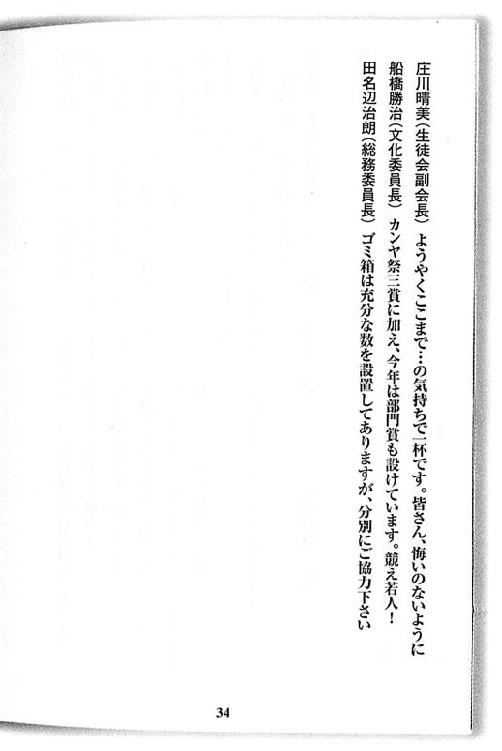 庄川晴美（生徒会副会長）ようやくここまで…の気持ちで一杯です。皆さん、悔いのないように
船橋勝治（文化委員長）カンヤ祭三賞に加え、今年は部門賞も設けています。競え若人！
田名辺治朗（総務委員長）ゴミ箱は充分な数を設置してありますが、分別にご協力下さい
34